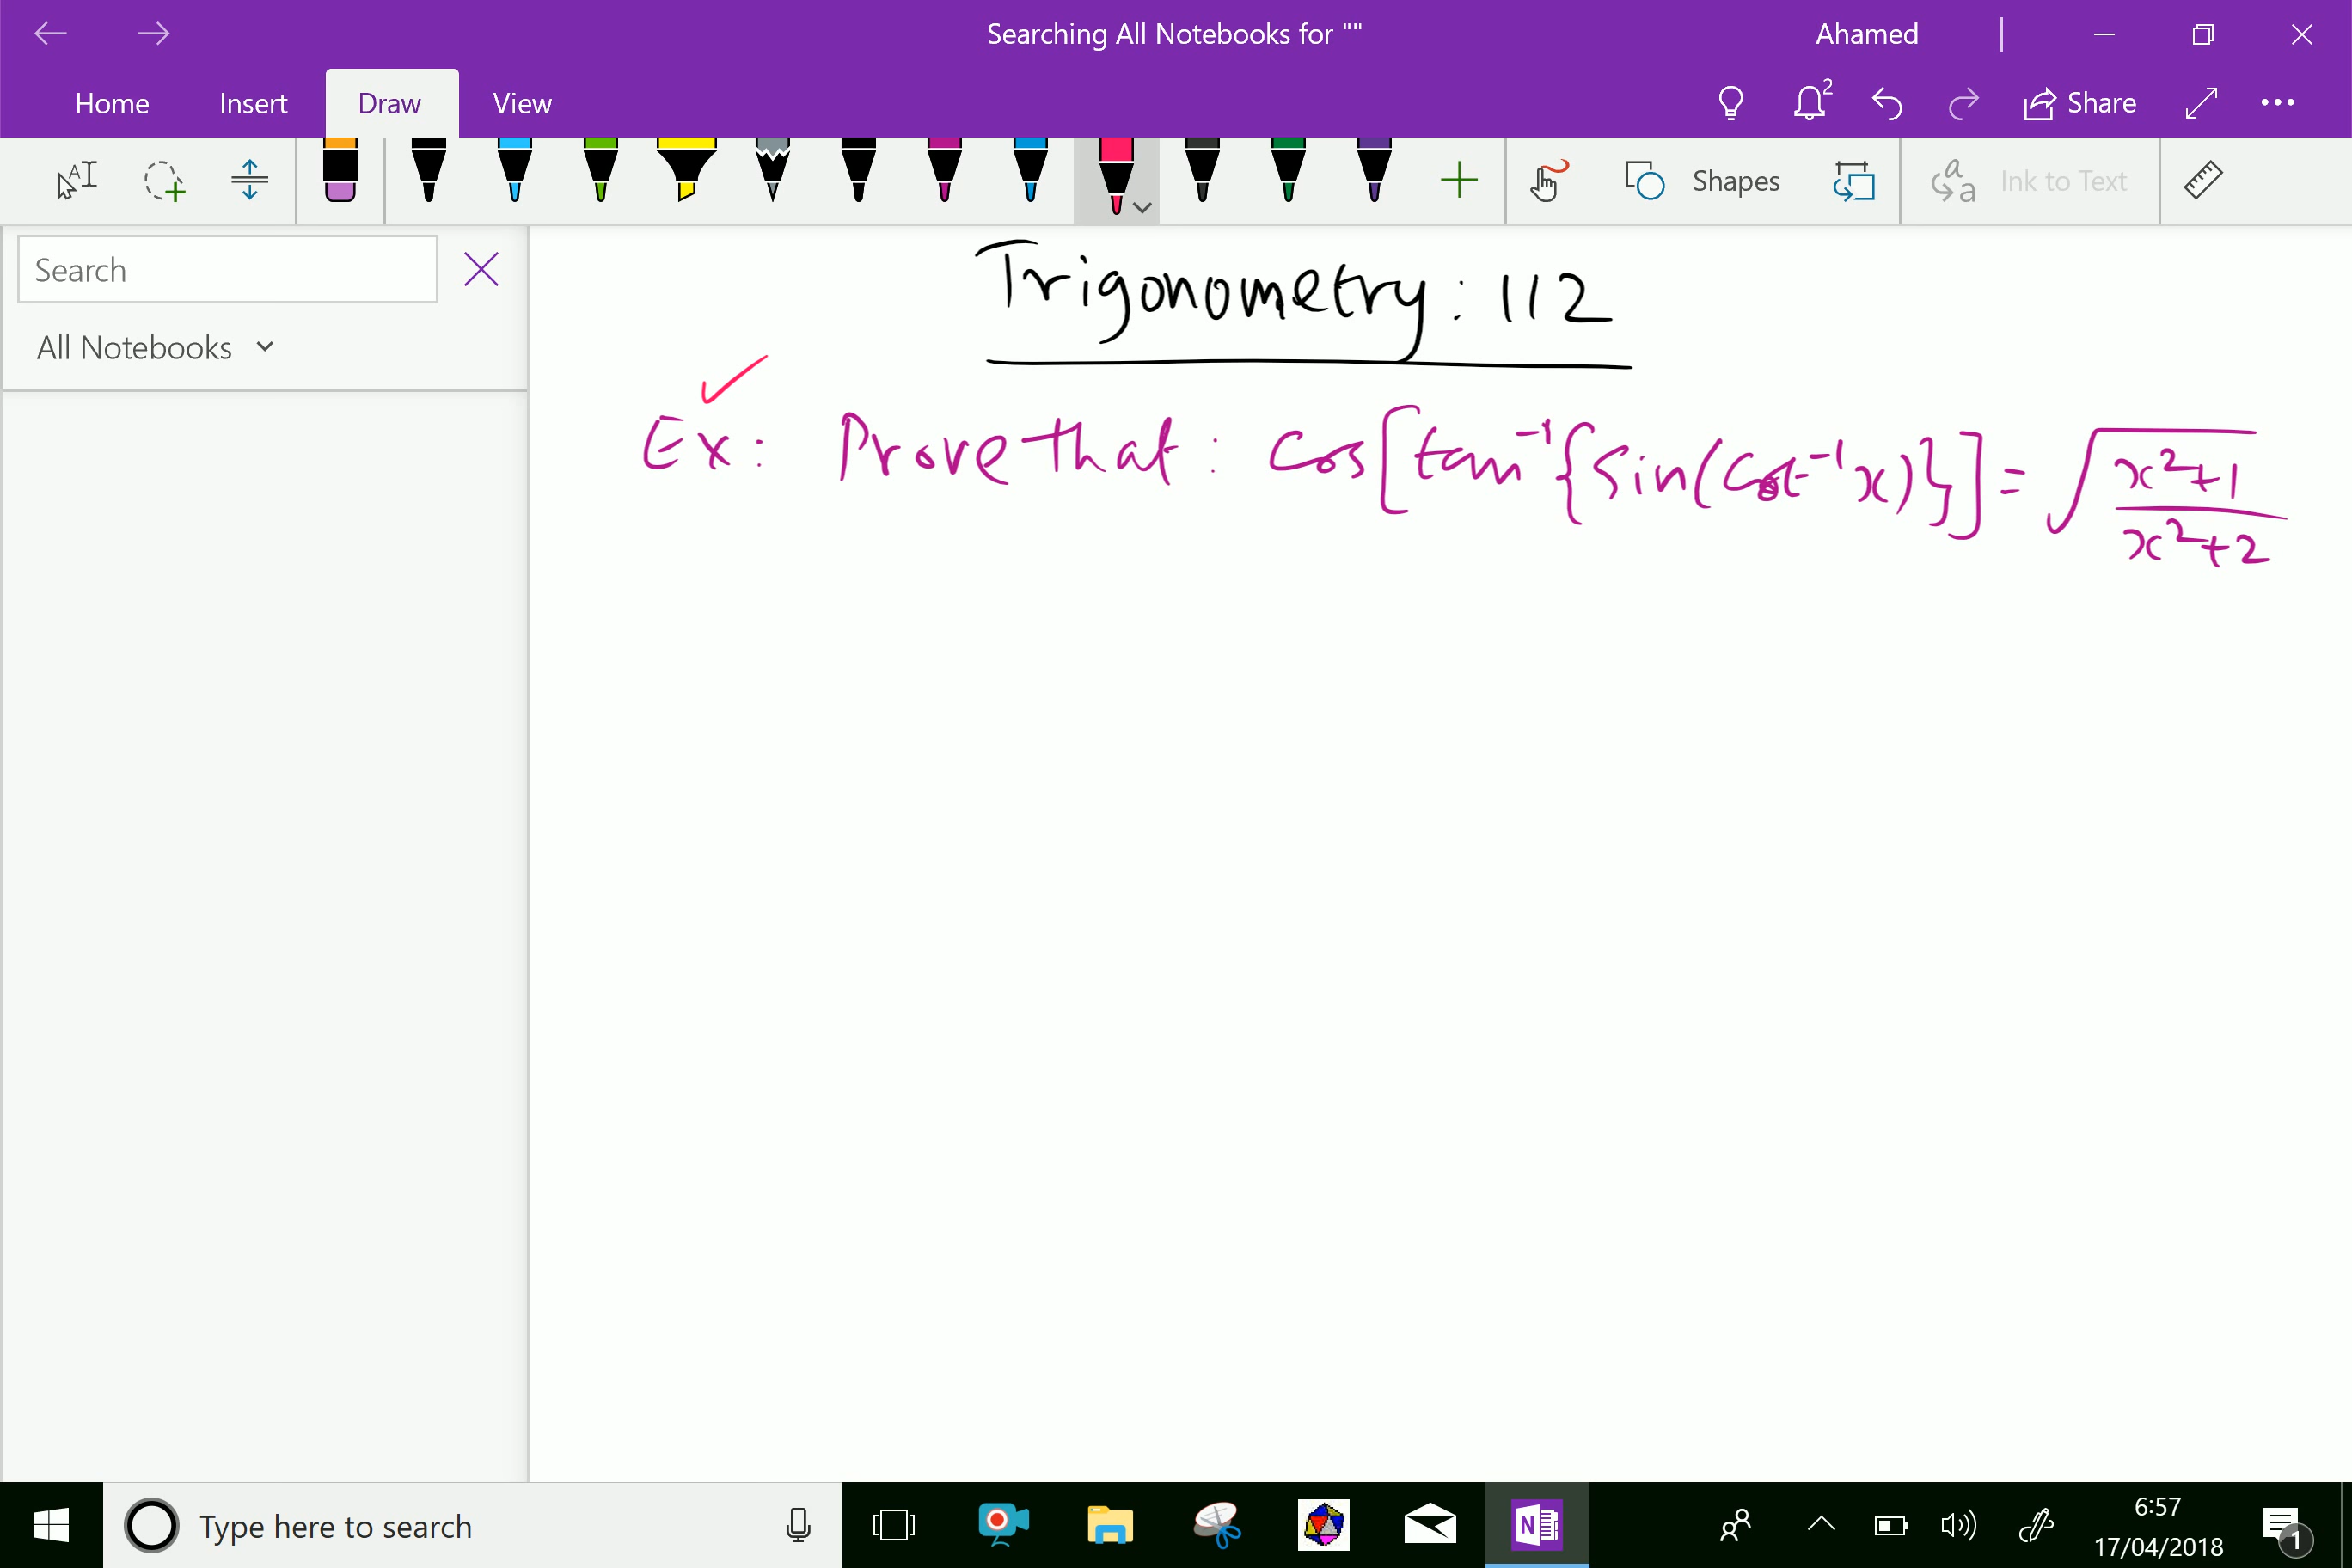 Searching All Notebooks for ""
Ahamed
Home Insert Draw View
2
Share
Shapes
Ink to Text
Search
All Notebooks
Trigonometry: 112
Ex: Prove that: cos[tan⁻¹{sin(cot⁻¹x)}] = √((x²+1)/(x²+2))
Type here to search
N
6:57
17/04/2018
1